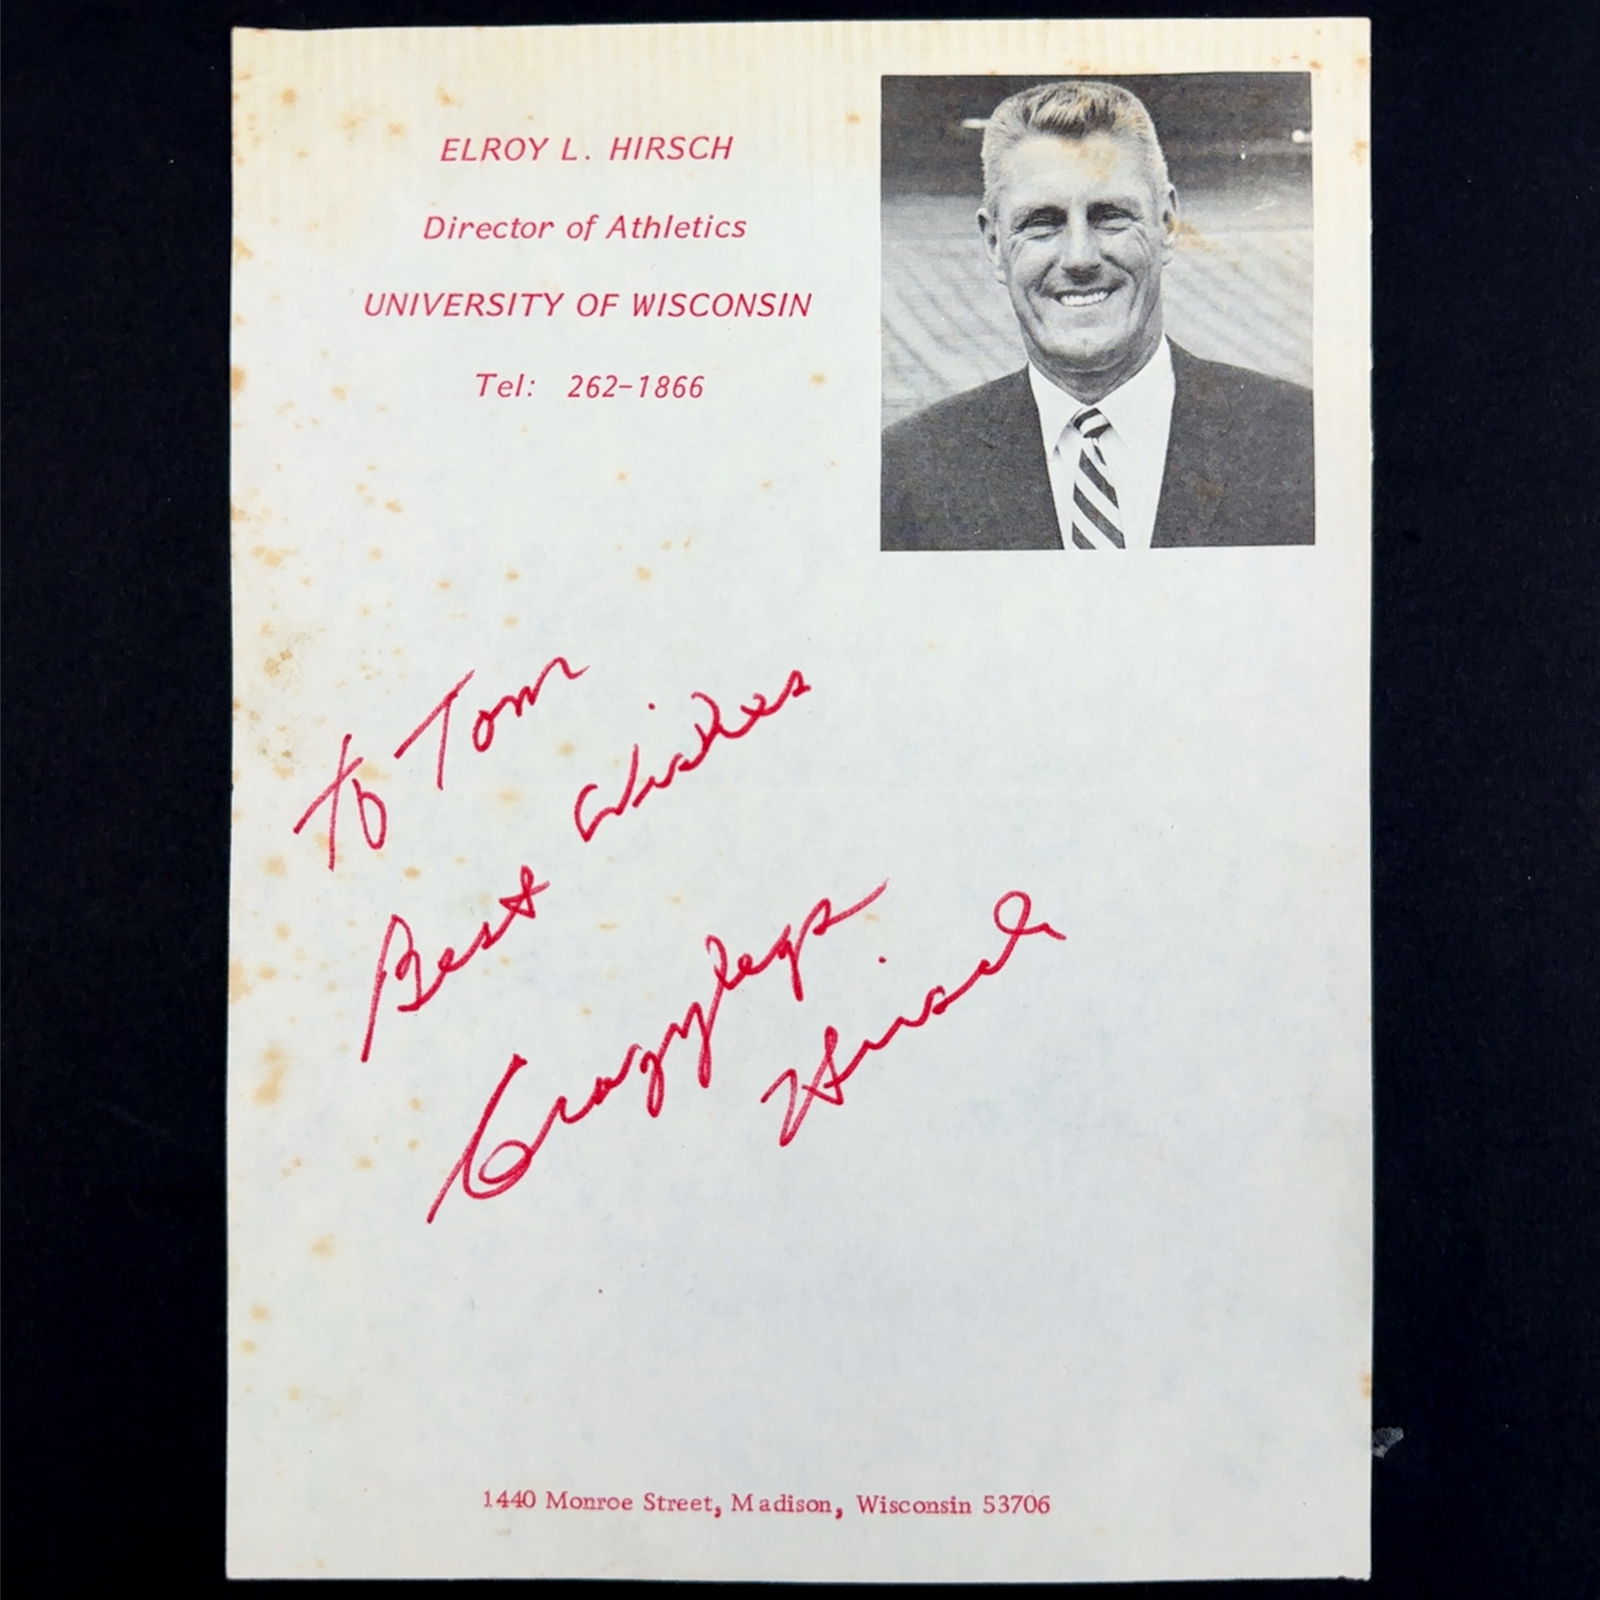 ELROY L. HIRSCH
Director of Athletics
UNIVERSITY OF WISCONSIN
Tel: 262-1866
To Tom
Best Wishes
Crazylegs
Hirsch
1440 Monroe Street, Madison, Wisconsin 53706